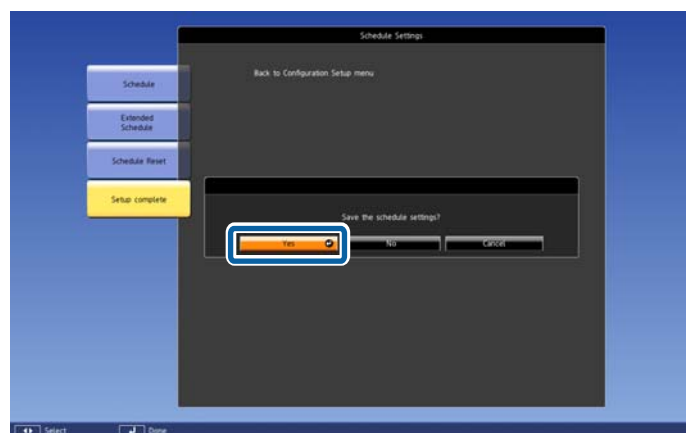 Schedule Settings
Back to Configuration Setup menu
Schedule
Extended
Schedule
Schedule Reset
Setup complete
Save the schedule settings?
Yes
No
Cancel
Select
Done